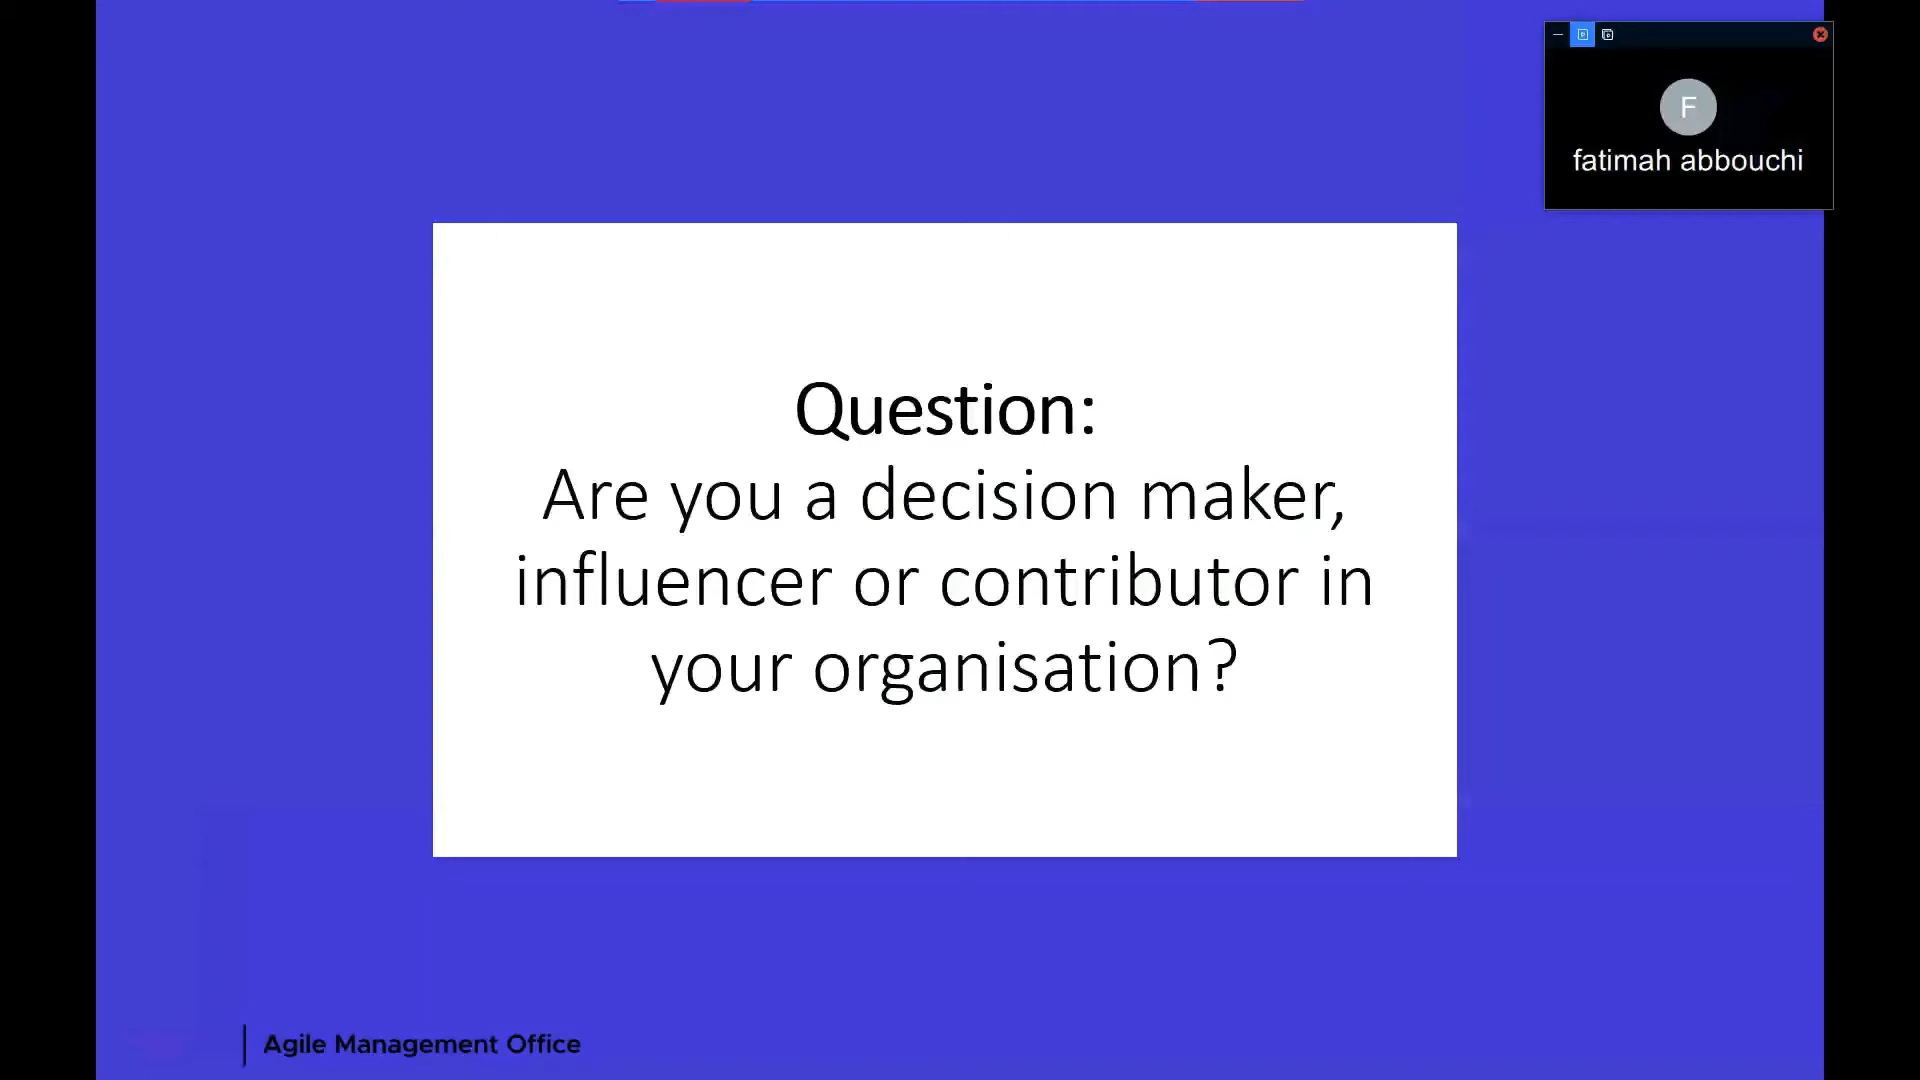 F
fatimah abbouchi
Question:
Are you a decision maker,
influencer or contributor in
your organisation?
Agile Management Office